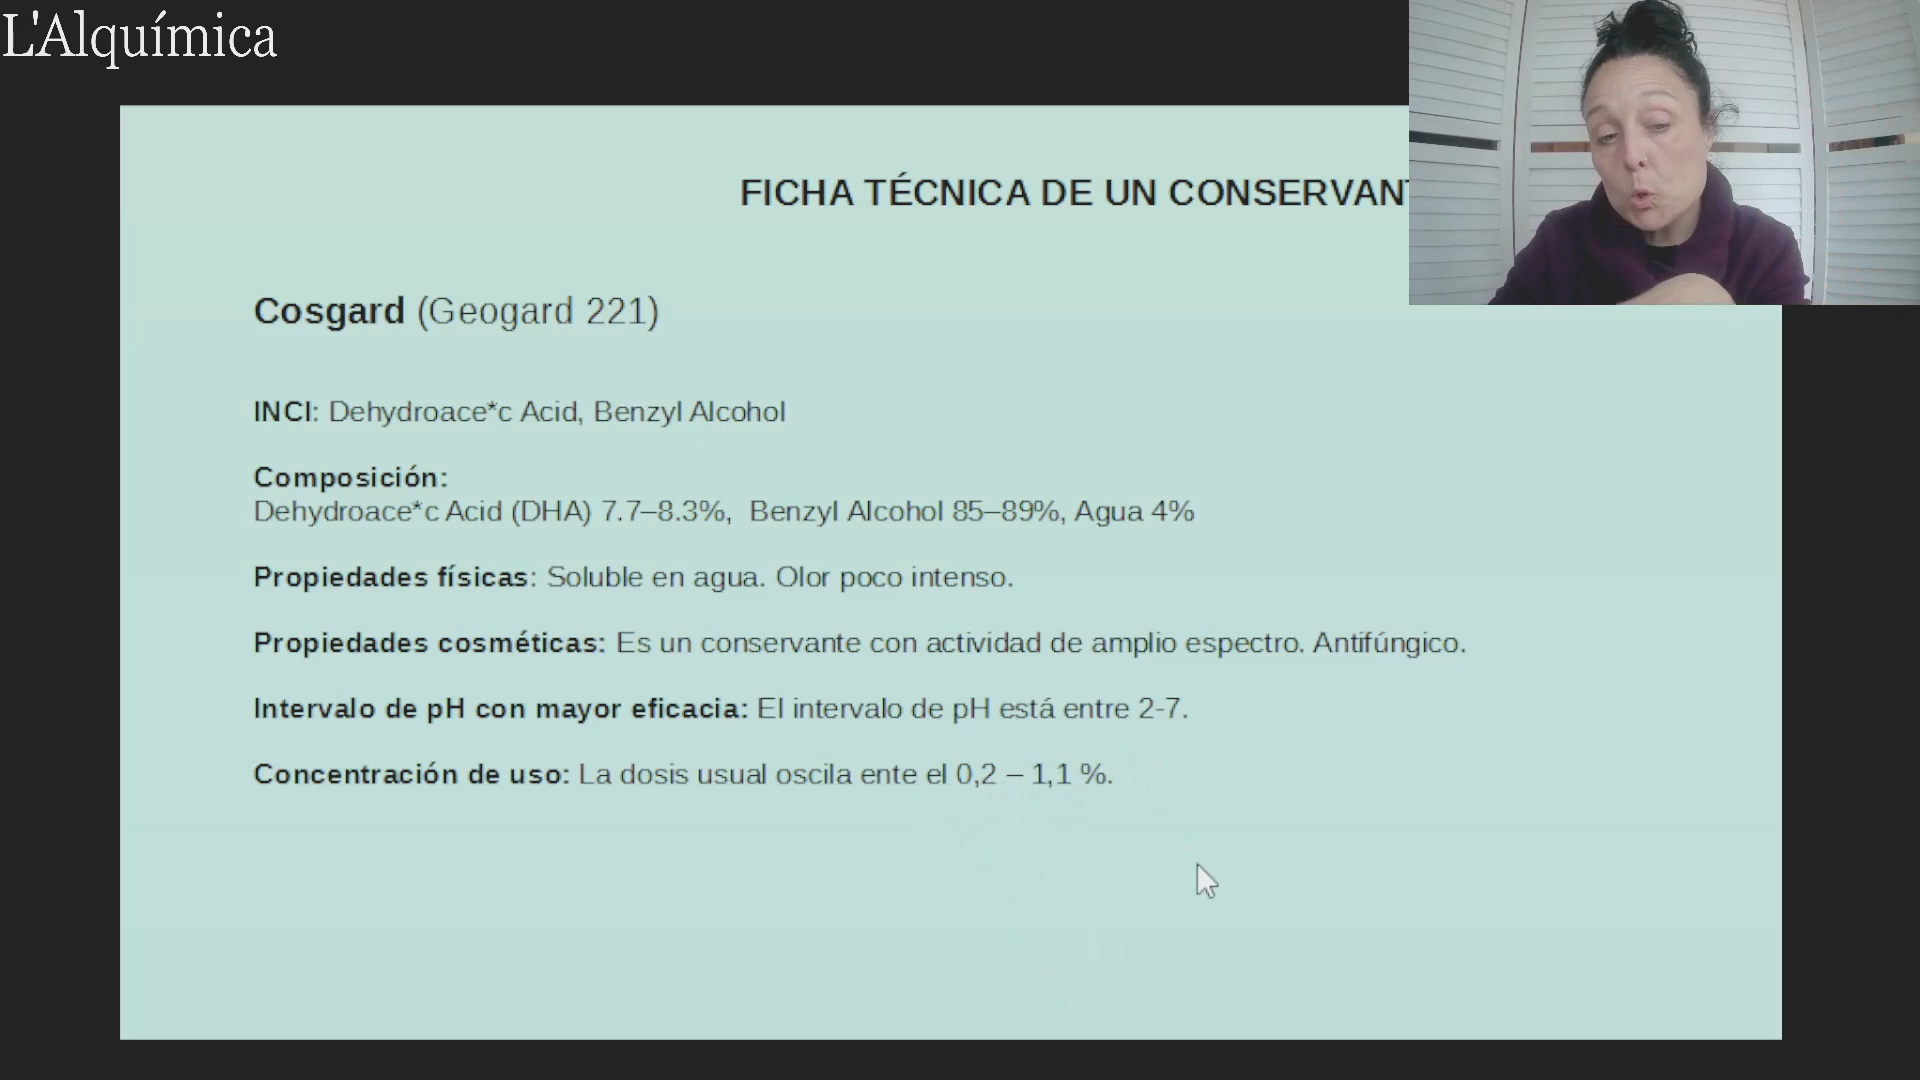 L'Alquímica
FICHA TÉCNICA DE UN CONSERVAN
Cosgard (Geogard 221)
INCI: Dehydroace*c Acid, Benzyl Alcohol
Composición:
Dehydroace*c Acid (DHA) 7.7–8.3%, Benzyl Alcohol 85–89%, Agua 4%
Propiedades físicas: Soluble en agua. Olor poco intenso.
Propiedades cosméticas: Es un conservante con actividad de amplio espectro. Antifúngico.
Intervalo de pH con mayor eficacia: El intervalo de pH está entre 2-7.
Concentración de uso: La dosis usual oscila ente el 0,2 – 1,1 %.